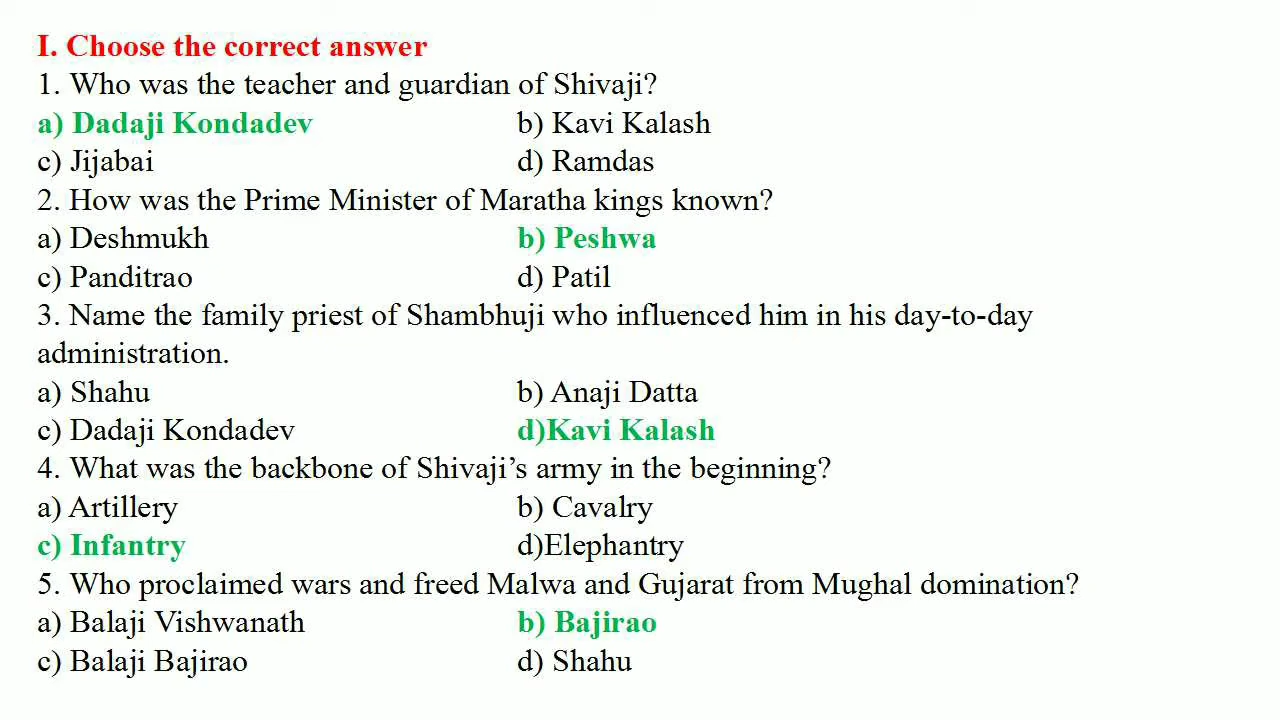 I. Choose the correct answer
1. Who was the teacher and guardian of Shivaji?
a) Dadaji Kondadev b) Kavi Kalash
c) Jijabai d) Ramdas
2. How was the Prime Minister of Maratha kings known?
a) Deshmukh b) Peshwa
c) Panditrao d) Patil
3. Name the family priest of Shambhuji who influenced him in his day-to-day
administration.
a) Shahu b) Anaji Datta
c) Dadaji Kondadev d)Kavi Kalash
4. What was the backbone of Shivaji’s army in the beginning?
a) Artillery b) Cavalry
c) Infantry d)Elephantry
5. Who proclaimed wars and freed Malwa and Gujarat from Mughal domination?
a) Balaji Vishwanath b) Bajirao
c) Balaji Bajirao d) Shahu